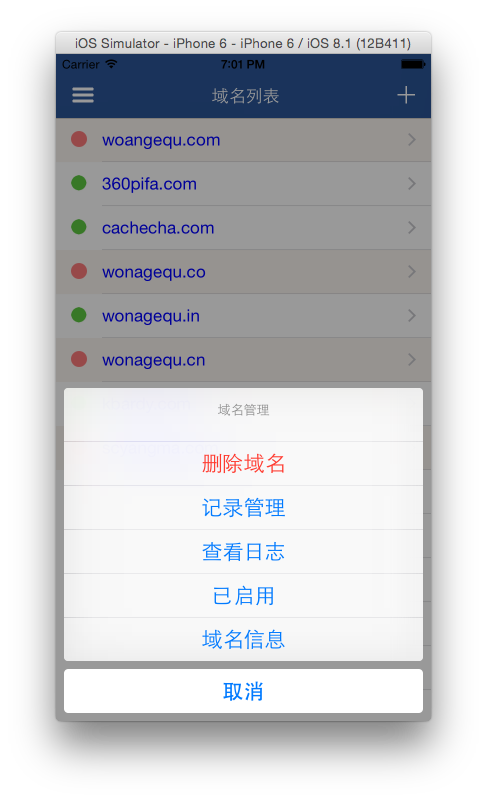 iOS Simulator - iPhone 6 - iPhone 6 / iOS 8.1 (12B411)
Carrier 7:01 PM
域名列表
woangequ.com
360pifa.com
cachecha.com
wonagequ.co
wonagequ.in
wonagequ.cn
域名管理
删除域名
记录管理
查看日志
已启用
域名信息
取消